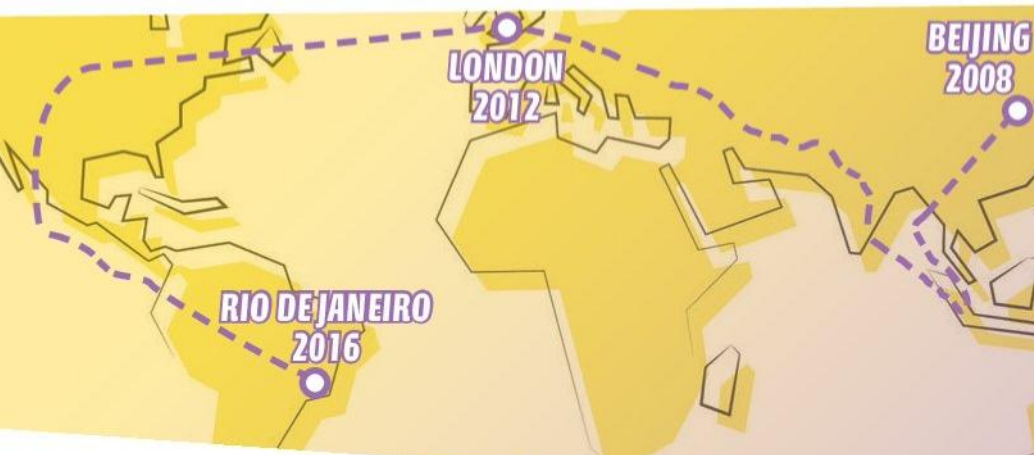 BEIJING
2008
LONDON
2012
RIO DE JANEIRO
2016